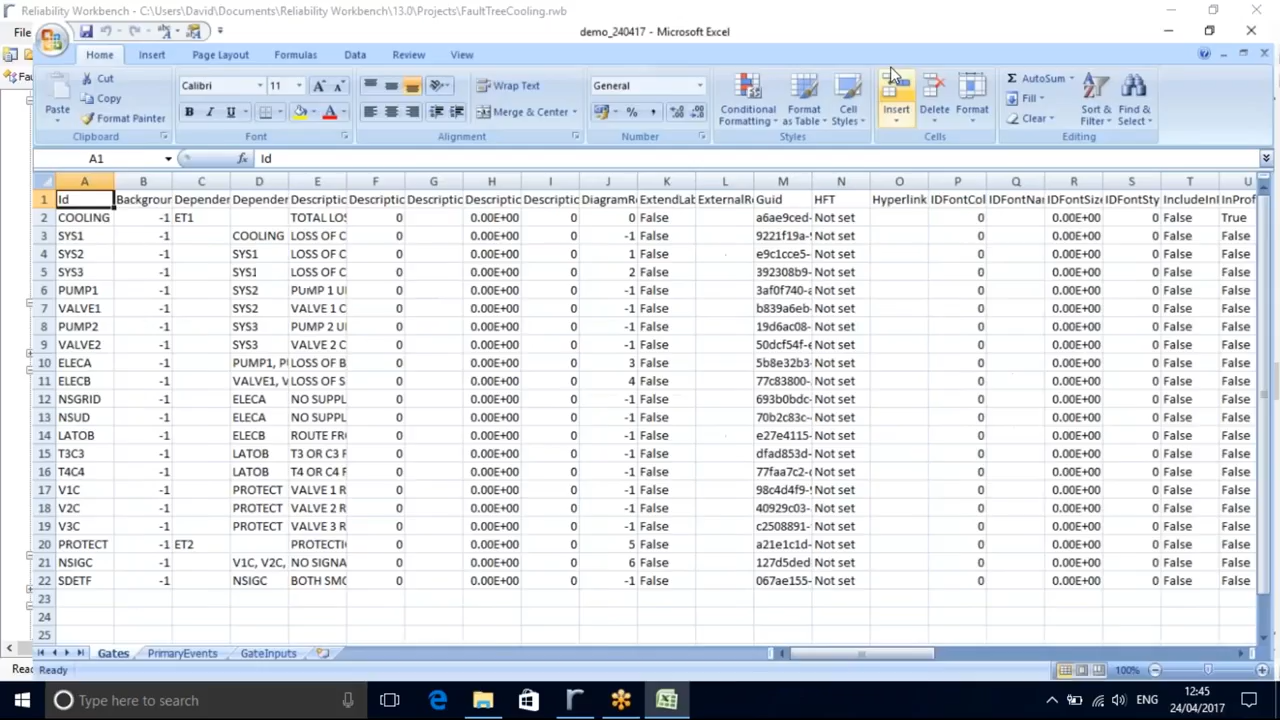 Reliability Workbench - C:\Users\David\Documents\Reliability Workbench\13.0\Projects\FaultTreeCooling.rwb
File
demo_240417 - Microsoft Excel
Home Insert Page Layout Formulas Data Review View
Paste Cut Copy Format Painter
Calibri 11 Wrap Text Merge & Center
General
Conditional Formatting Format as Table Cell Styles
Insert Delete Format
AutoSum Fill Clear Sort & Filter Find & Select
Clipboard Font Alignment Number Styles Cells Editing
A1 fx Id
A B C D E F G H I J K L M N O P Q R S T U
1 Id Backgrour Depender Depender Descriptic Descriptic Descriptic Descriptic Descriptic DiagramRe ExtendLab ExternalRe Guid HFT Hyperlink IDFontCol IDFontNar IDFontSize IDFontSty IncludeInI InProf
2 COOLING -1 ET1 TOTAL LOS 0 0.00E+00 0 0 False a6ae9ced- Not set 0 0.00E+00 0 False True
3 SYS1 -1 COOLING LOSS OF C 0 0.00E+00 0 -1 False 9221f19a-9 Not set 0 0.00E+00 0 False False
4 SYS2 -1 SYS1 LOSS OF C 0 0.00E+00 0 1 False e9c1cce5- Not set 0 0.00E+00 0 False False
5 SYS3 -1 SYS1 LOSS OF C 0 0.00E+00 0 2 False 392308b9- Not set 0 0.00E+00 0 False False
6 PUMP1 -1 SYS2 PUMP 1 UI 0 0.00E+00 0 -1 False 3af0f740-a Not set 0 0.00E+00 0 False False
7 VALVE1 -1 SYS2 VALVE 1 C 0 0.00E+00 0 -1 False b839a6eb- Not set 0 0.00E+00 0 False False
8 PUMP2 -1 SYS3 PUMP 2 UI 0 0.00E+00 0 -1 False 19d6ac08- Not set 0 0.00E+00 0 False False
9 VALVE2 -1 SYS3 VALVE 2 C 0 0.00E+00 0 -1 False 50dcf54f-e Not set 0 0.00E+00 0 False False
10 ELECA -1 PUMP1, PU LOSS OF B 0 0.00E+00 0 3 False 5b8e32b3- Not set 0 0.00E+00 0 False False
11 ELECB -1 VALVE1, V LOSS OF S 0 0.00E+00 0 4 False 77c83800- Not set 0 0.00E+00 0 False False
12 NSGRID -1 ELECA NO SUPPL 0 0.00E+00 0 -1 False 693b0bdc- Not set 0 0.00E+00 0 False False
13 NSUD -1 ELECA NO SUPPL 0 0.00E+00 0 -1 False 70b2c83c- Not set 0 0.00E+00 0 False False
14 LATOB -1 ELECB ROUTE FR 0 0.00E+00 0 -1 False e27e4115- Not set 0 0.00E+00 0 False False
15 T3C3 -1 LATOB T3 OR C3 F 0 0.00E+00 0 -1 False dfad853d- Not set 0 0.00E+00 0 False False
16 T4C4 -1 LATOB T4 OR C4 F 0 0.00E+00 0 -1 False 77faa7c2- Not set 0 0.00E+00 0 False False
17 V1C -1 PROTECT VALVE 1 R 0 0.00E+00 0 -1 False 98c4d4f9-9 Not set 0 0.00E+00 0 False False
18 V2C -1 PROTECT VALVE 2 R 0 0.00E+00 0 -1 False 40929c03- Not set 0 0.00E+00 0 False False
19 V3C -1 PROTECT VALVE 3 R 0 0.00E+00 0 -1 False c2508891- Not set 0 0.00E+00 0 False False
20 PROTECT -1 ET2 PROTECTI 0 0.00E+00 0 5 False a21e1c1d- Not set 0 0.00E+00 0 False False
21 NSIGC -1 V1C, V2C, NO SIGNA 0 0.00E+00 0 6 False 127d5ded Not set 0 0.00E+00 0 False False
22 SDETF -1 NSIGC BOTH SMC 0 0.00E+00 0 -1 False 067ae155- Not set 0 0.00E+00 0 False False
23
24
25
Gates PrimaryEvents GateInputs
Ready 100%
Type here to search
ENG
12:45
24/04/2017